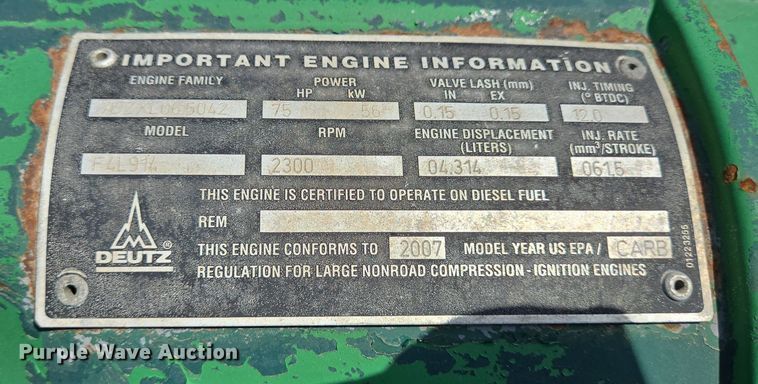 IMPORTANT ENGINE INFORMATION
ENGINE FAMILY POWER VALVE LASH (mm) INJ. TIMING
HP kW IN EX (° BTDC)
75 56 0.15 0.15 12.0
MODEL RPM ENGINE DISPLACEMENT INJ. RATE
(LITERS) (mm³/STROKE)
F4L914 2300 04.314 061.5
THIS ENGINE IS CERTIFIED TO OPERATE ON DIESEL FUEL
REM
DEUTZ ®
THIS ENGINE CONFORMS TO 2007 MODEL YEAR US EPA / CARB
REGULATION FOR LARGE NONROAD COMPRESSION - IGNITION ENGINES
01223255
Purple Wave Auction